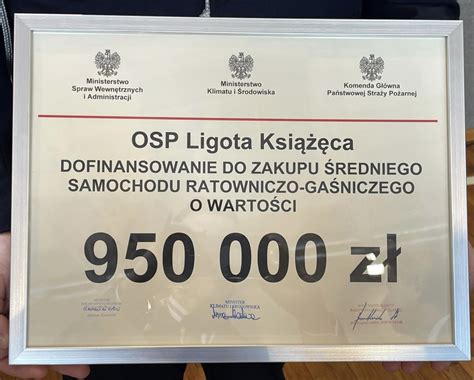 Ministerstwo
Spraw Wewnętrznych
i Administracji
Ministerstwo
Klimatu i Środowiska
Komenda Główna
Państwowej Straży Pożarnej
OSP Ligota Książęca
DOFINANSOWANIE DO ZAKUPU ŚREDNIEGO
SAMOCHODU RATOWNICZO-GAŚNICZEGO
O WARTOŚCI
950 000 zł
MINISTER
KLIMATU I ŚRODOWISKA